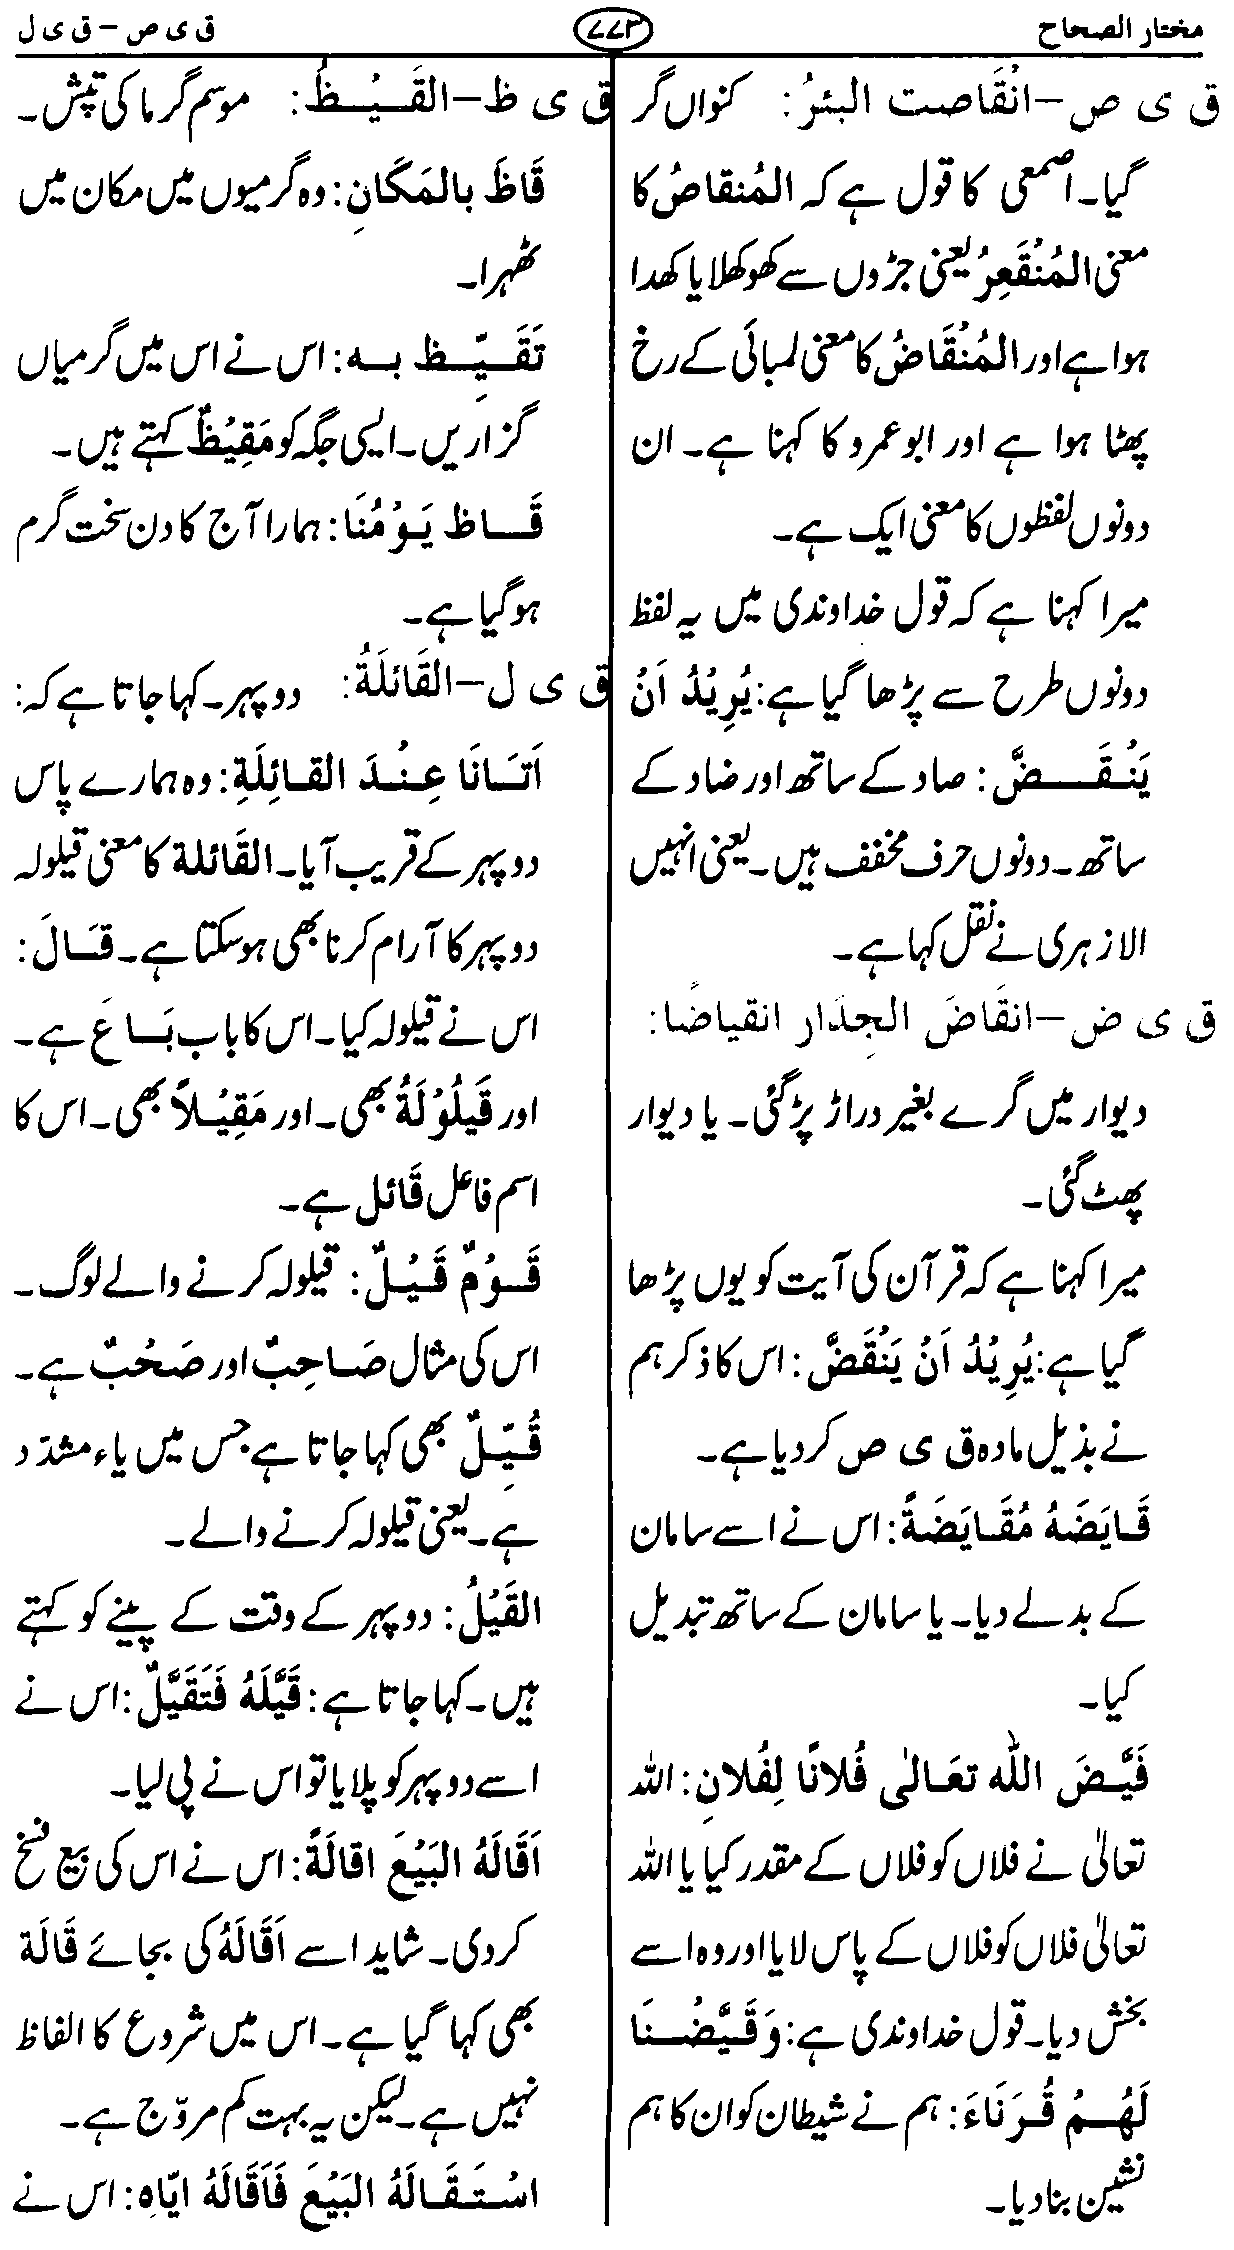 مختار الصحاح
۷۷۳
ق ی ص – ق ی ل
ق ی ص – انْقَاصت البئرُ: کنواں گر
گیا۔ اصمعی کا قول ہے کہ المُنقاصُ کا
معنی المُنْقَعِرُ یعنی جڑوں سے کھوکھلا یا کھدا
ہوا ہے اور المُنْقَاضُ کا معنی لمبائی کے رخ
پھٹا ہوا ہے اور ابو عمرو کا کہنا ہے۔ ان
دونوں لفظوں کا معنی ایک ہے۔
میرا کہنا ہے کہ قول خداوندی میں یہ لفظ
دونوں طرح سے پڑھا گیا ہے: یُرِیْدُ اَنْ
یَنْقَضَّ: صاد کے ساتھ اور ضاد کے
ساتھ۔ دونوں حرف مخفف ہیں۔ یعنی انہیں
الازہری نے نقل کہا ہے۔
ق ی ض – انقَاضَ الجِدَار انقیاضًا:
دیوار میں گرے بغیر دراڑ پڑ گئی۔ یا دیوار
پھٹ گئی۔
میرا کہنا ہے کہ قرآن کی آیت کو یوں پڑھا
گیا ہے: یُرِیْدُ اَنْ یَنْقَضَّ: اس کا ذکر ہم
نے بذیل مادہ ق ی ص کر دیا ہے۔
قَایَضَهُ مُقَایَضَةً: اس نے اسے سامان
کے بدلے دیا۔ یا سامان کے ساتھ تبدیل
کیا۔
قَیَّضَ اللّٰه تعَالٰی فُلانًا لِفُلانِ: اللہ
تعالیٰ نے فلاں کو فلاں کے مقدر کیا یا اللہ
تعالیٰ فلاں کو فلاں کے پاس لایا اور وہ اسے
بخش دیا۔ قول خداوندی ہے: وَقَیَّضْنَا
لَهُمْ قُرَنَاءَ: ہم نے شیطان کو ان کا ہم
نشین بنا دیا۔
ق ی ظ – القَیْظُ: موسم گرما کی تپش۔
قَاظَ بالمَکَانِ: وہ گرمیوں میں مکان میں
ٹھہرا۔
تَقَیَّظ به: اس نے اس میں گرمیاں
گزاریں۔ ایسی جگہ کو مَقِیْظٌ کہتے ہیں۔
قَاظ یَوْمُنَا: ہمارا آج کا دن سخت گرم
ہو گیا ہے۔
ق ی ل – القَائلَةُ: دوپہر۔ کہا جاتا ہے کہ:
اَتَانَا عِنْدَ القائِلَةِ: وہ ہمارے پاس
دوپہر کے قریب آیا۔ القَائلة کا معنی قیلولہ
دوپہر کا آرام کرنا بھی ہو سکتا ہے۔ قَالَ:
اس نے قیلولہ کیا۔ اس کا باب بَاعَ ہے۔
اور قَیلُوْلَةُ بھی۔ اور مَقِیْلاً بھی۔ اس کا
اسم فاعل قَائل ہے۔
قَوْمٌ قَیْلٌ: قیلولہ کرنے والے لوگ۔
اس کی مثال صَاحِبٌ اور صَحْبٌ ہے۔
قُیِّلٌ بھی کہا جاتا ہے جس میں یاء مشدّد
ہے۔ یعنی قیلولہ کرنے والے۔
القَیْلُ: دوپہر کے وقت کے پینے کو کہتے
ہیں۔ کہا جاتا ہے: قَیَّلَهُ فَتَقَیَّلَ: اس نے
اسے دوپہر کو پلایا تو اس نے پی لیا۔
اَقَالَهُ البَیْعَ اقالَةً: اس نے اس کی بیع فسخ
کر دی۔ شاید اسے اَقَالَهُ کی بجائے قَالَة
بھی کہا گیا ہے۔ اس میں شروع کا الفاظ
نہیں ہے۔ لیکن یہ بہت کم مروّج ہے۔
اسْتَقَالَهُ البَیْعَ فَاَقَالَهُ ایّاهِ: اس نے